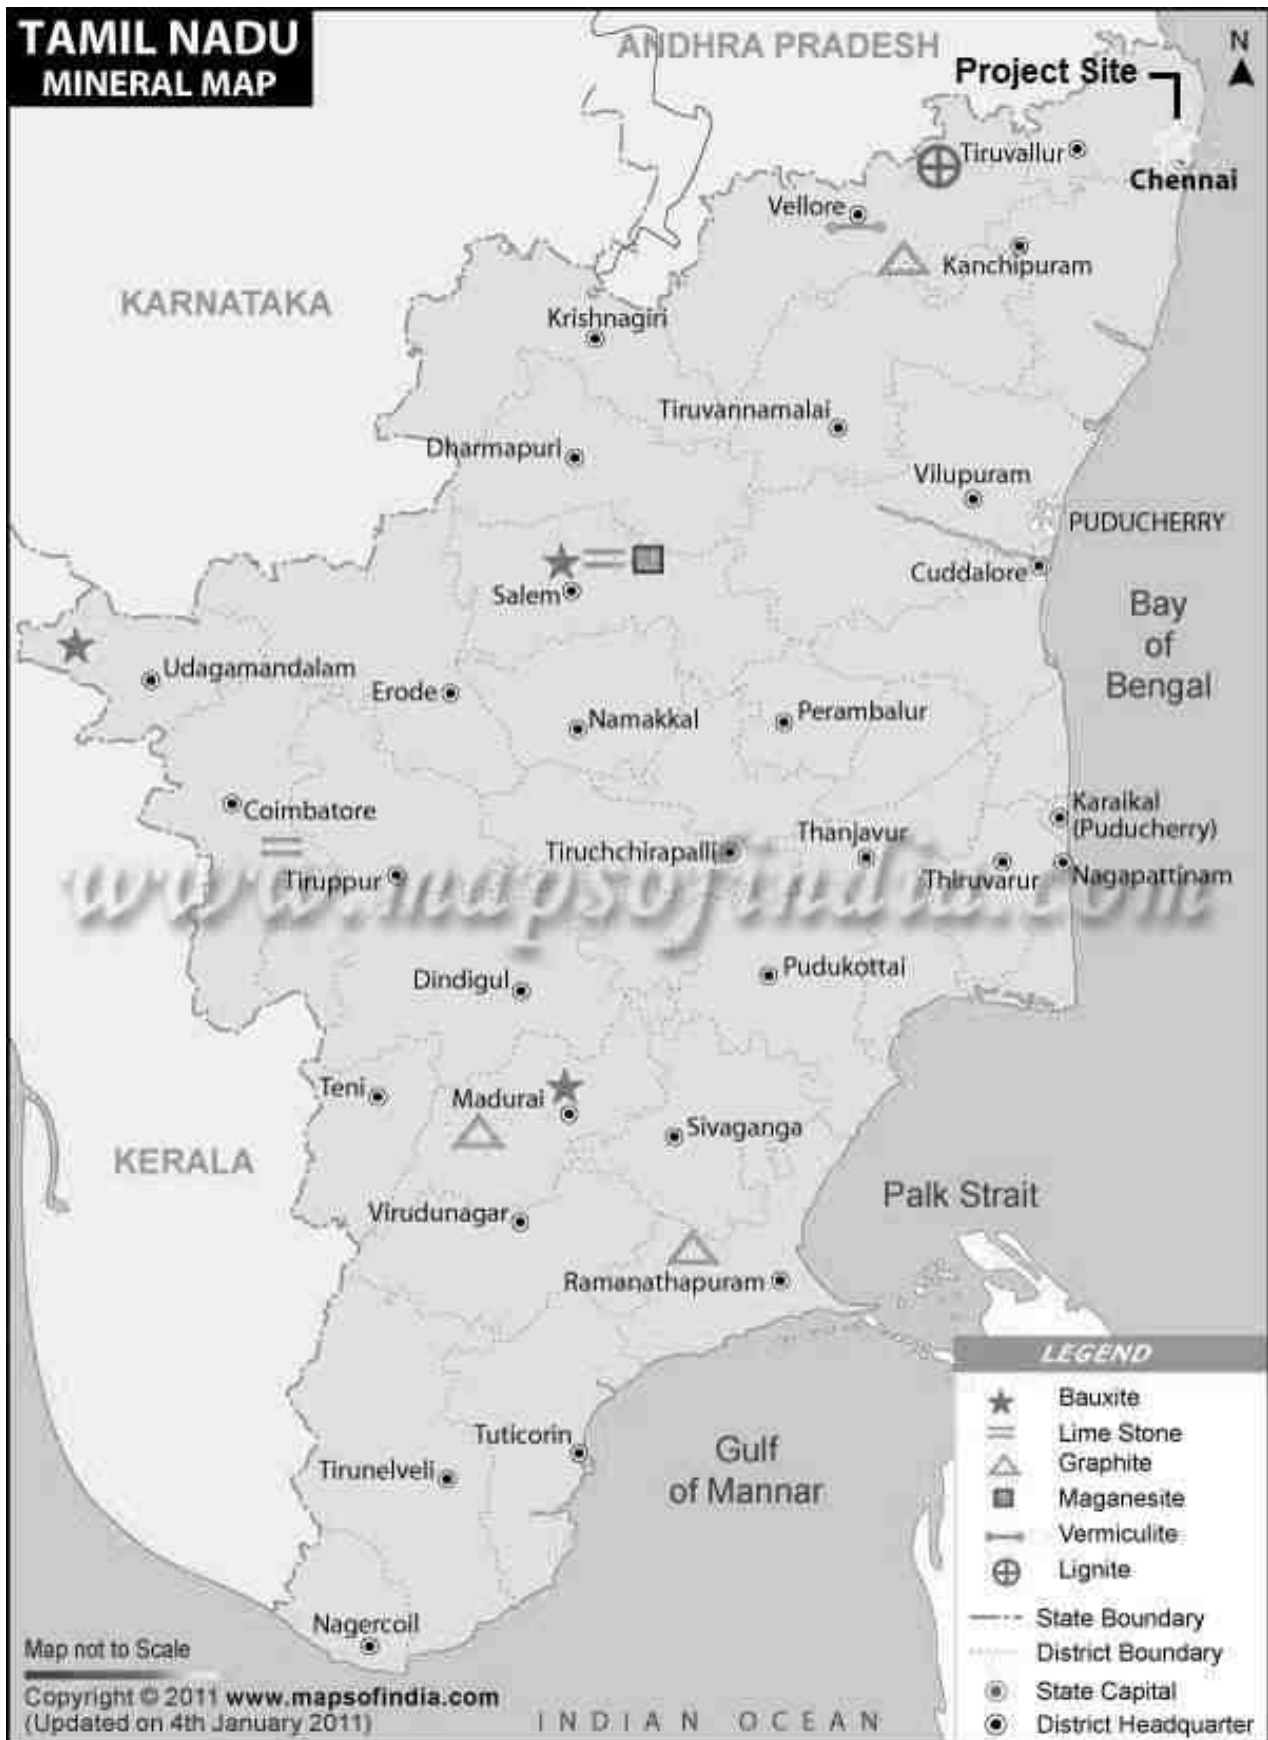 TAMIL NADU
MINERAL MAP
ANDHRA PRADESH
N
Project Site
Tiruvallur
Chennai
Vellore
Kanchipuram
KARNATAKA
Krishnagiri
Tiruvannamalai
Dharmapuri
Vilupuram
PUDUCHERRY
Cuddalore
Salem
Bay
of
Bengal
Udagamandalam
Erode
Namakkal
Perambalur
Coimbatore
Karaikal
(Puducherry)
Thanjavur
Tiruchchirapalli
Tiruppur
Thiruvarur
Nagapattinam
www.mapsofindia.com
Pudukottai
Dindigul
Teni
Madurai
Sivaganga
KERALA
Palk Strait
Virudunagar
Ramanathapuram
LEGEND
Bauxite
Lime Stone
Graphite
Maganesite
Vermiculite
Lignite
State Boundary
District Boundary
State Capital
District Headquarter
Tuticorin
Gulf
of Mannar
Tirunelveli
Nagercoil
Map not to Scale
Copyright © 2011 www.mapsofindia.com
(Updated on 4th January 2011)
INDIAN OCEAN